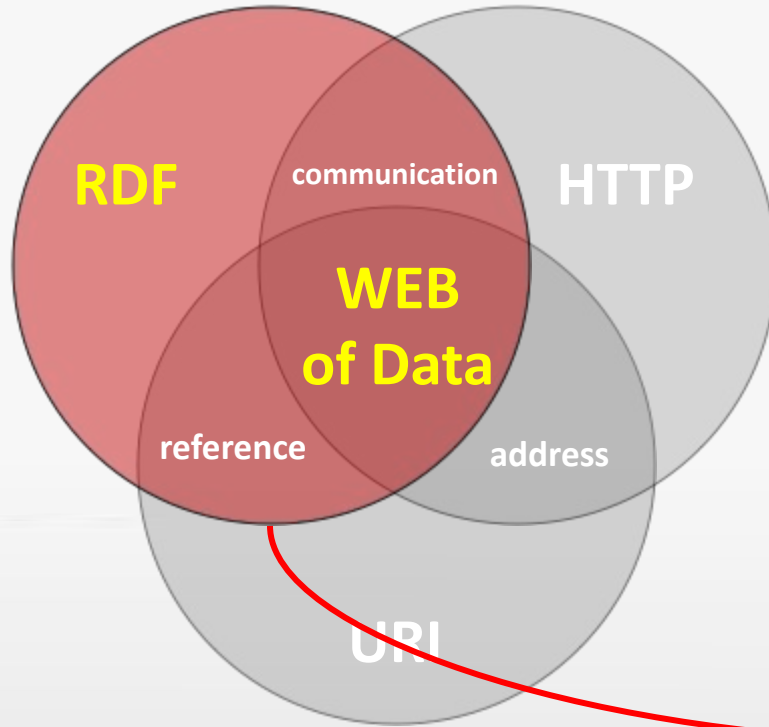 RDF
communication
HTTP
WEB
of Data
reference
address
URI